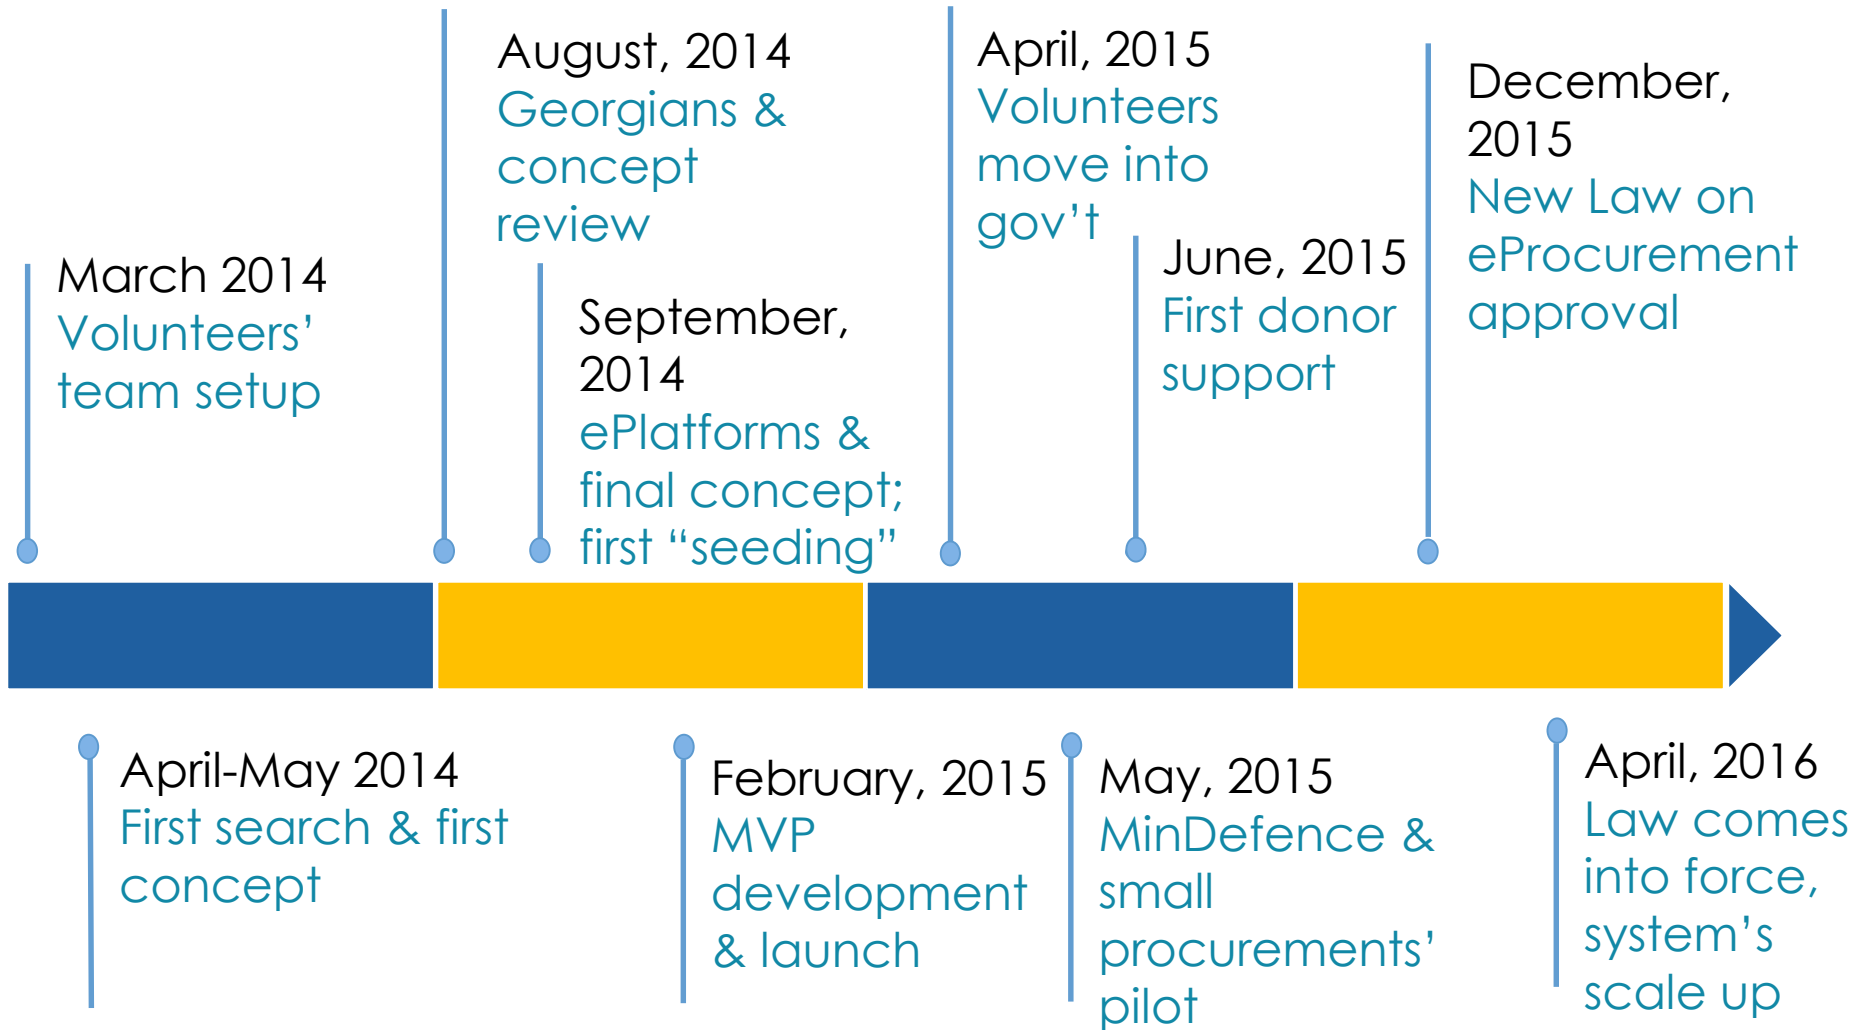 March 2014
Volunteers’
team setup
April-May 2014
First search & first
concept
August, 2014
Georgians &
concept
review
September,
2014
ePlatforms &
final concept;
first “seeding”
February, 2015
MVP
development
& launch
April, 2015
Volunteers
move into
gov’t
May, 2015
MinDefence &
small
procurements’
pilot
June, 2015
First donor
support
December,
2015
New Law on
eProcurement
approval
April, 2016
Law comes
into force,
system’s
scale up